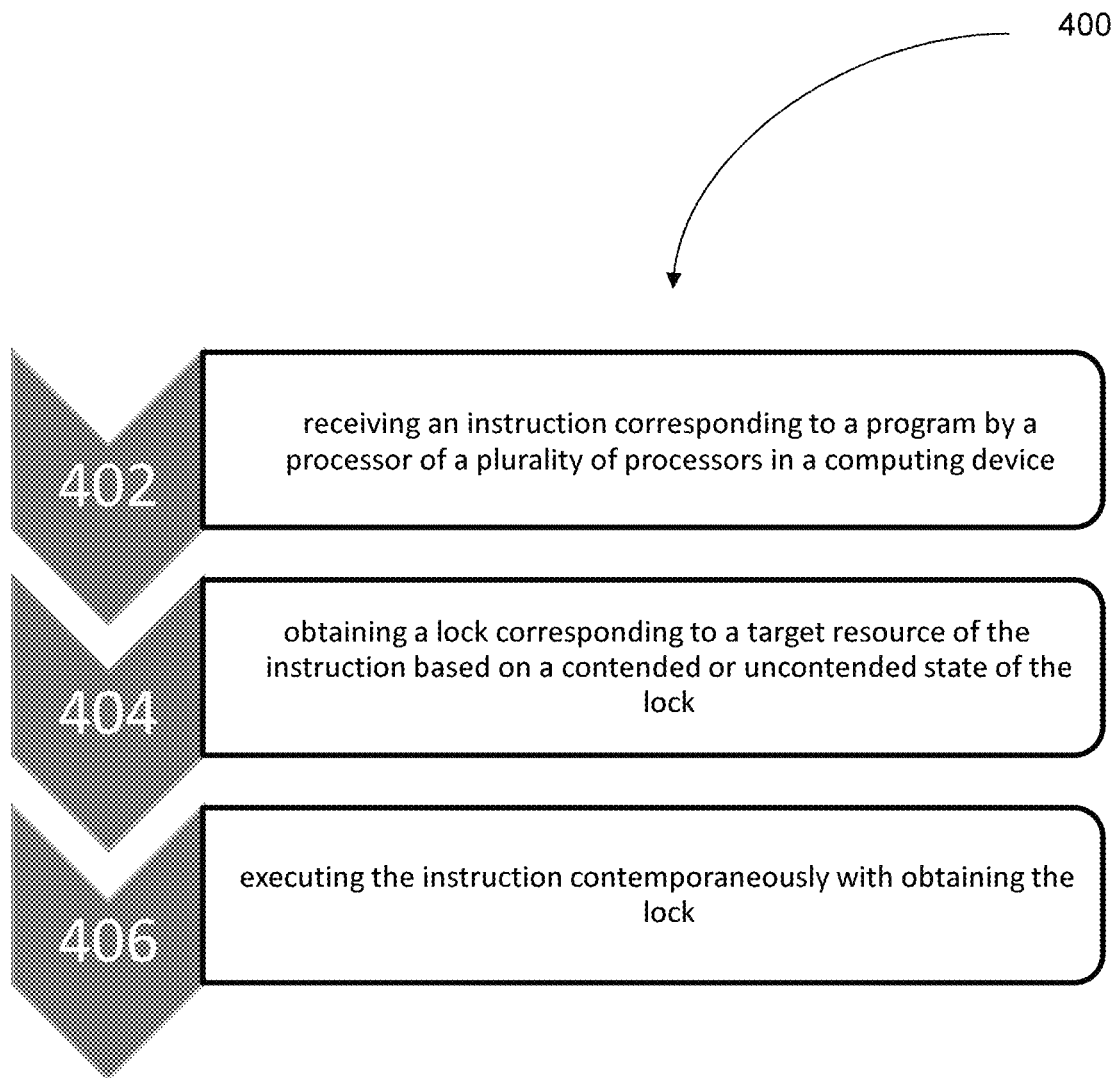 400
402
receiving an instruction corresponding to a program by a
processor of a plurality of processors in a computing device
404
obtaining a lock corresponding to a target resource of the
instruction based on a contended or uncontended state of the
lock
406
executing the instruction contemporaneously with obtaining the
lock